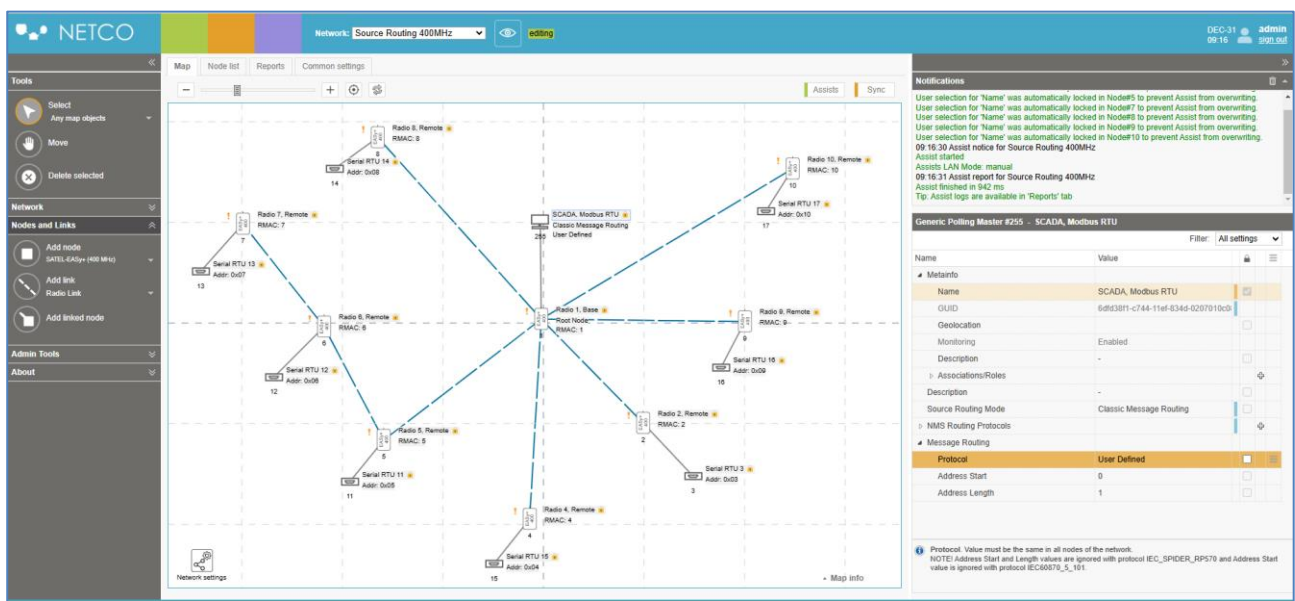 NETCO
Network: Source Routing 400MHz
editing
DEC-31
09:16
admin
sign out
Tools
Select
Any map objects
Move
Delete selected
Network
Nodes and Links
Add node
SATEL-EASy+ (400 MHz)
Add link
Radio Link
Add linked node
Admin Tools
About
Map
Node list
Reports
Common settings
Assists
Sync
Radio 8, Remote
RMAC: 8
8
Serial RTU 14
Addr: 0x08
14
Radio 10, Remote
RMAC: 10
10
Serial RTU 17
Addr: 0x10
17
Radio 7, Remote
RMAC: 7
7
Serial RTU 13
Addr: 0x07
13
SCADA, Modbus RTU
Classic Message Routing
User Defined
255
Radio 6, Remote
RMAC: 6
6
Serial RTU 12
Addr: 0x06
12
Radio 1, Base
Root Node
RMAC: 1
Radio 9, Remote
RMAC: 9
9
Serial RTU 16
Addr: 0x09
16
Radio 5, Remote
RMAC: 5
5
Serial RTU 11
Addr: 0x05
11
Radio 2, Remote
RMAC: 2
2
Serial RTU 3
Addr: 0x03
3
Radio 4, Remote
RMAC: 4
4
Serial RTU 15
Addr: 0x04
15
Network settings
Map info
Notifications
User selection for 'Name' was automatically locked in Node#5 to prevent Assist from overwriting.
User selection for 'Name' was automatically locked in Node#7 to prevent Assist from overwriting.
User selection for 'Name' was automatically locked in Node#8 to prevent Assist from overwriting.
User selection for 'Name' was automatically locked in Node#9 to prevent Assist from overwriting.
User selection for 'Name' was automatically locked in Node#10 to prevent Assist from overwriting.
09:16:30 Assist notice for Source Routing 400MHz
Assist started
Assists LAN Mode: manual
09:16:31 Assist report for Source Routing 400MHz
Assist finished in 942 ms
Tip: Assist logs are available in 'Reports' tab
Generic Polling Master #255 - SCADA, Modbus RTU
Filter: All settings
Name Value
Metainfo
Name SCADA, Modbus RTU
GUID
Geolocation
Monitoring Enabled
Description -
Associations/Roles
Description -
Source Routing Mode Classic Message Routing
NMS Routing Protocols
Message Routing
Protocol User Defined
Address Start 0
Address Length 1
Protocol. Value must be the same in all nodes of the network.
NOTE! Address Start and Length values are ignored with protocol IEC_SPIDER_RP570 and Address Start
value is ignored with protocol IEC60870_5_101.